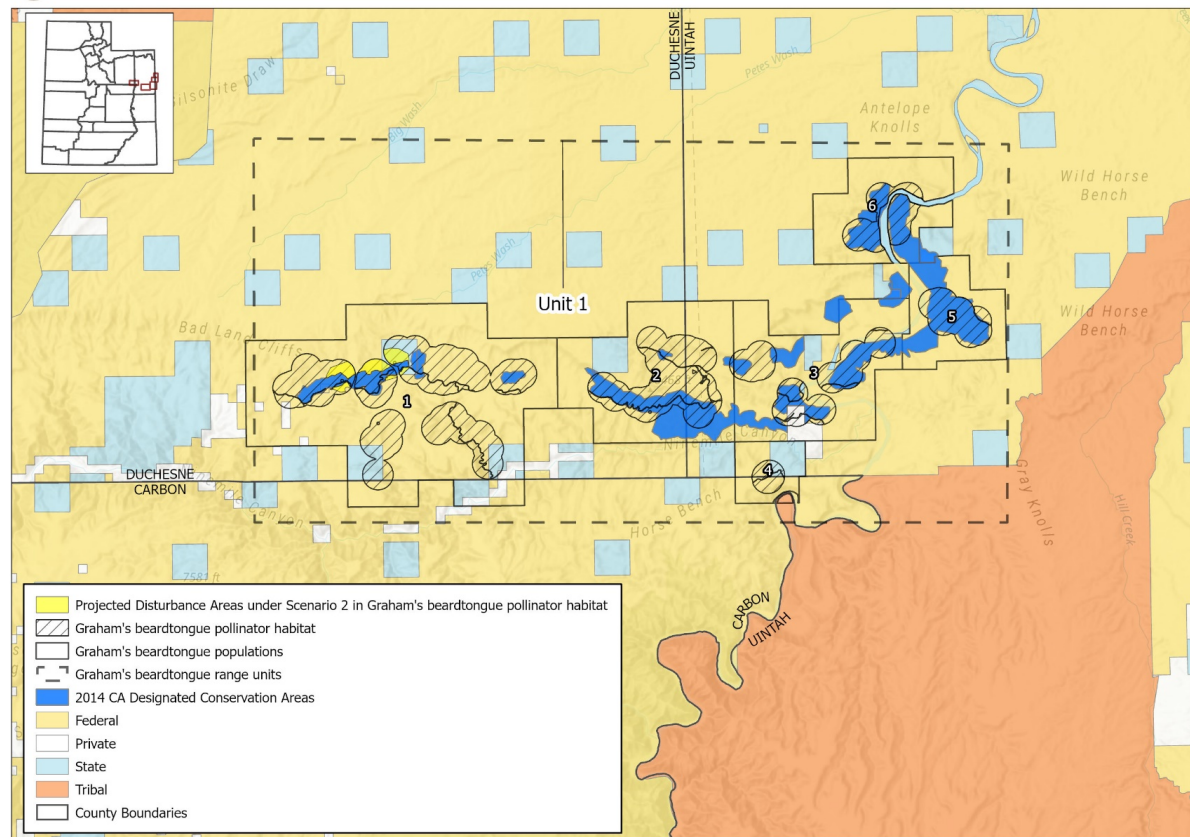 DUCHESNE
UINTAH
Petes Wash
Gilsonite Draw
Big Wash
Antelope
Knolls
Wild Horse
Bench
6
Petes Wash
Unit 1
5
Wild Horse
Bench
Bad Land Cliffs
2
3
1
4
DUCHESNE
CARBON
Horse Bench
Gray Knolls
Hill Creek
7581 ft
CARBON
UINTAH
Projected Disturbance Areas under Scenario 2 in Graham's beardtongue pollinator habitat
Graham's beardtongue pollinator habitat
Graham's beardtongue populations
Graham's beardtongue range units
2014 CA Designated Conservation Areas
Federal
Private
State
Tribal
County Boundaries